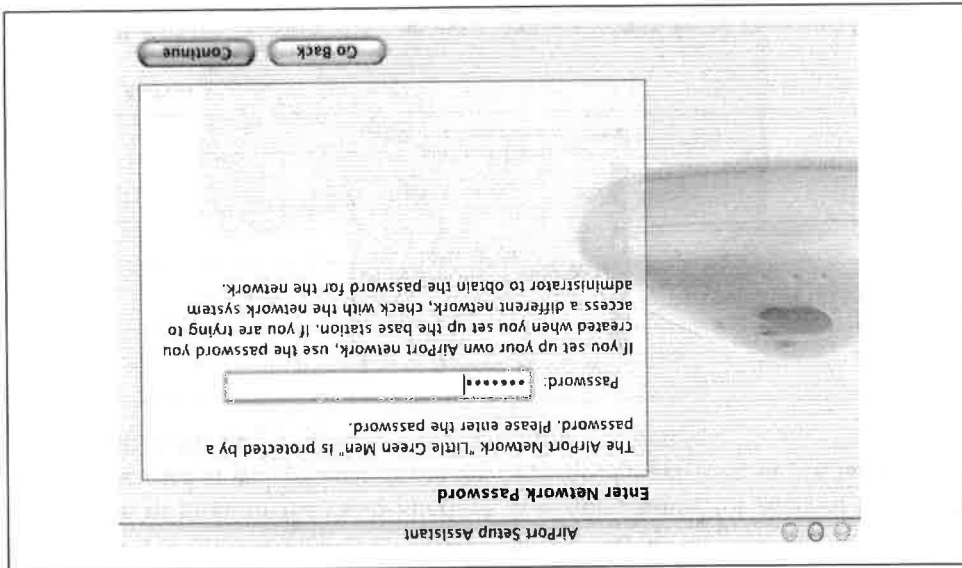 AirPort Setup Assistant
Enter Network Password
The AirPort Network "Little Green Men" is protected by a
password. Please enter the password.
Password: •••••••
If you set up your own AirPort network, use the password you
created when you set up the base station. If you are trying to
access a different network, check with the network system
administrator to obtain the password for the network.
Go Back
Continue